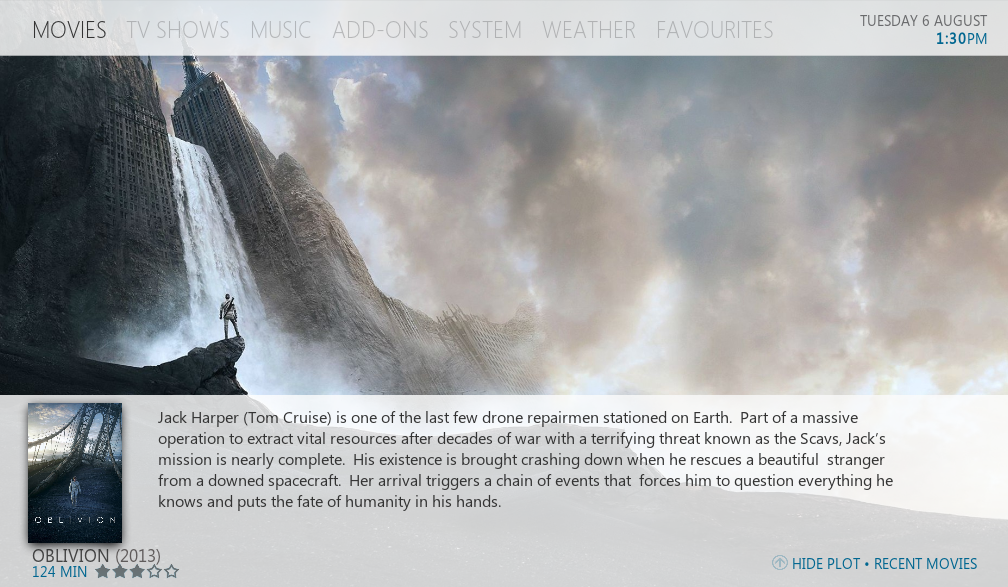 MOVIES TV SHOWS MUSIC ADD-ONS SYSTEM WEATHER FAVOURITES
TUESDAY 6 AUGUST
1:30PM
Jack Harper (Tom Cruise) is one of the last few drone repairmen stationed on Earth.  Part of a massive
operation to extract vital resources after decades of war with a terrifying threat known as the Scavs, Jack's
mission is nearly complete.  His existence is brought crashing down when he rescues a beautiful  stranger
from a downed spacecraft.  Her arrival triggers a chain of events that  forces him to question everything he
knows and puts the fate of humanity in his hands.
OBLIVION
OBLIVION (2013)
124 MIN
HIDE PLOT • RECENT MOVIES